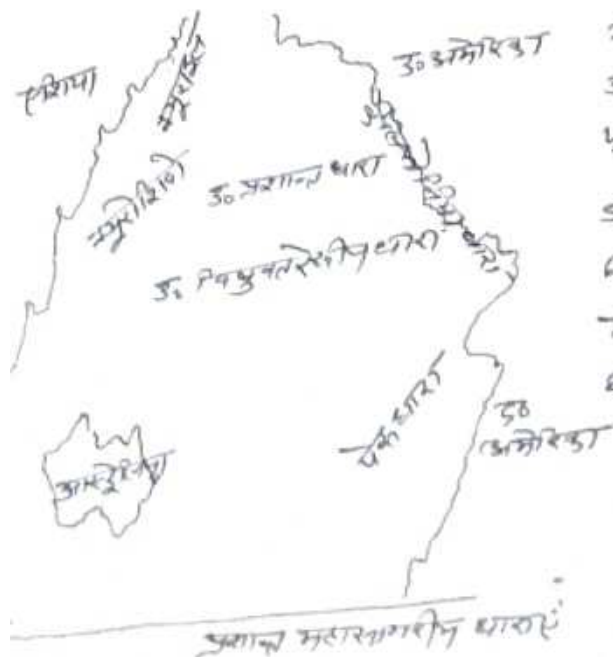 उ० अमेरिका
एशिया
क्यूराइल
क्यूरोशिवो
उ० प्रशान्त धारा
उ० विषुवतरेखीय धारा
पेरू धारा
द०
अमेरिका
आस्ट्रेलिया
प्रशान्त महासागरीय धाराएं